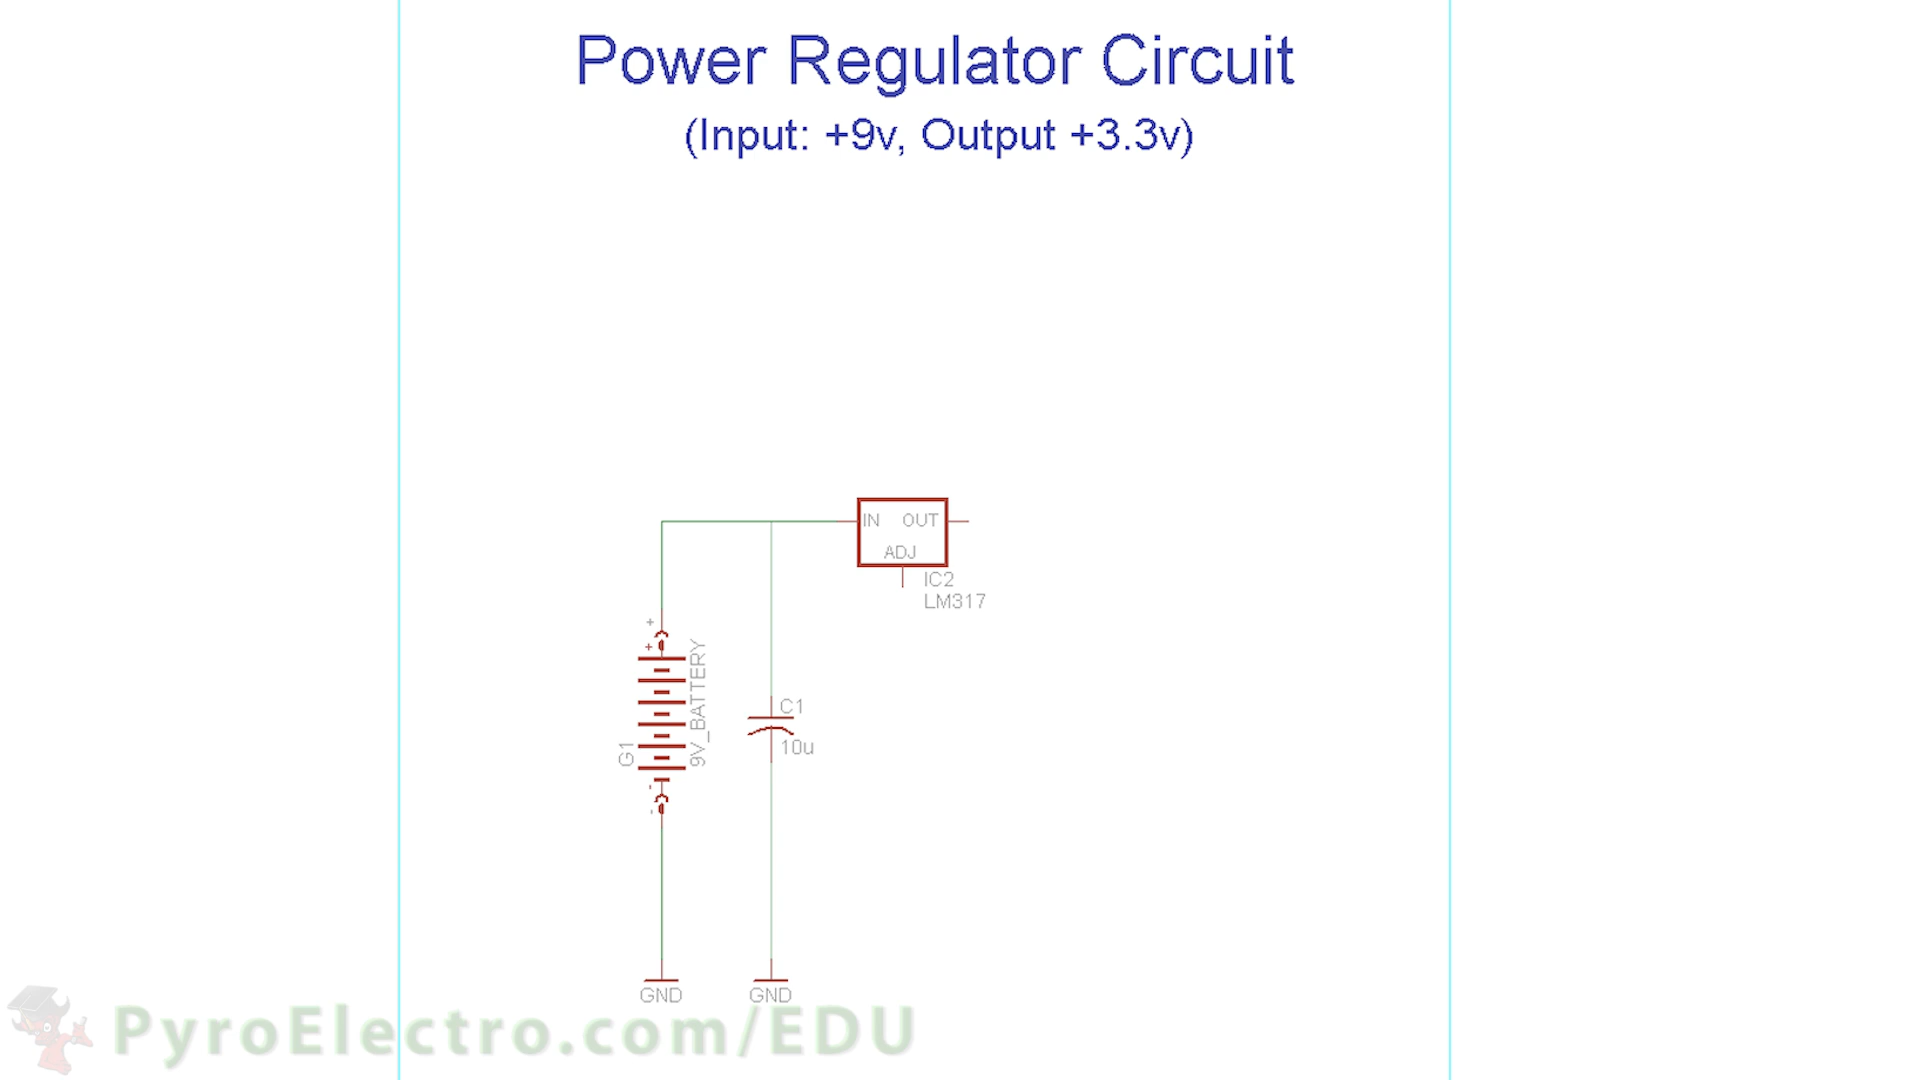 Power Regulator Circuit
(Input: +9v, Output +3.3v)
IN OUT
ADJ
IC2
LM317
+
+
9V_BATTERY
G1
-
-
C1
10u
GND
GND
PyroElectro.com/EDU